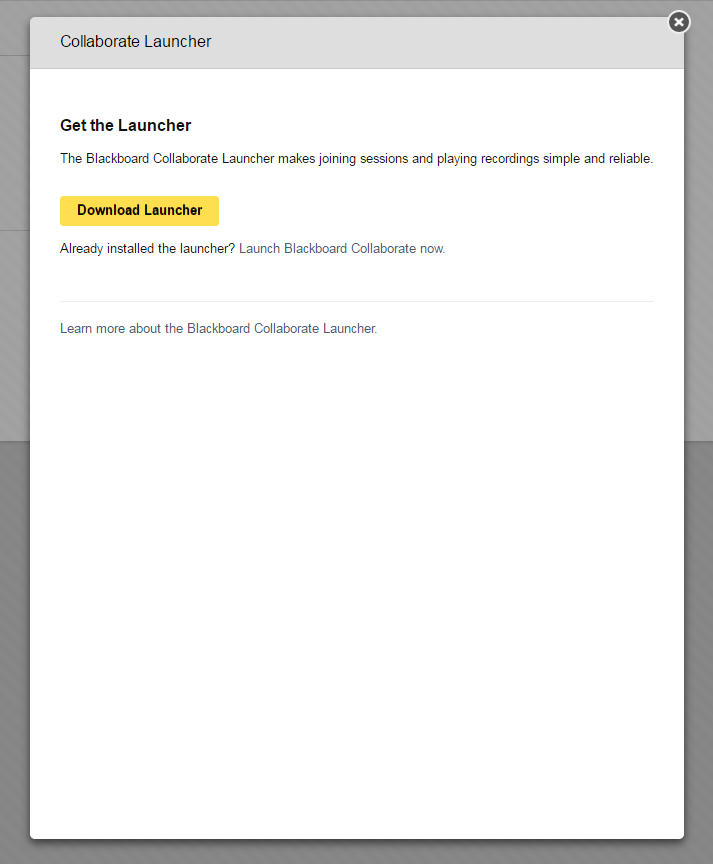 Collaborate Launcher
Get the Launcher
The Blackboard Collaborate Launcher makes joining sessions and playing recordings simple and reliable.
Download Launcher
Already installed the launcher? Launch Blackboard Collaborate now.
Learn more about the Blackboard Collaborate Launcher.